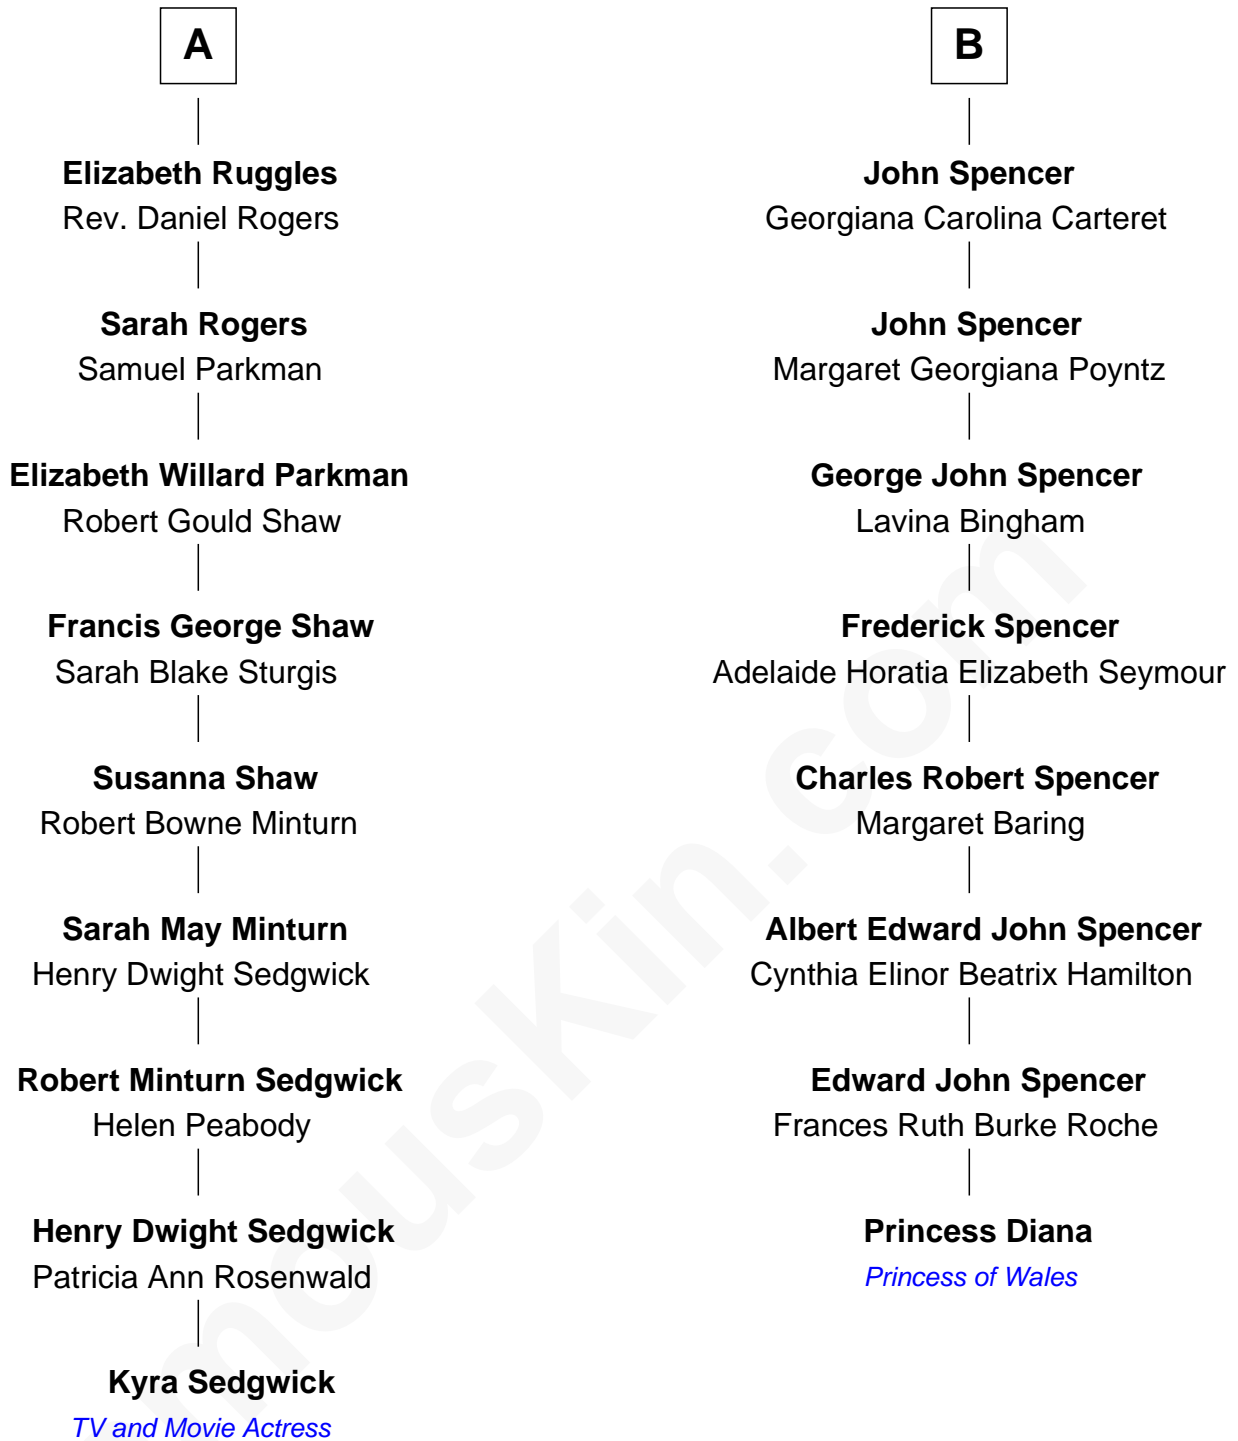 A
Elizabeth Ruggles
Rev. Daniel Rogers
Sarah Rogers
Samuel Parkman
Elizabeth Willard Parkman
Robert Gould Shaw
Francis George Shaw
Sarah Blake Sturgis
Susanna Shaw
Robert Bowne Minturn
Sarah May Minturn
Henry Dwight Sedgwick
Robert Minturn Sedgwick
Helen Peabody
Henry Dwight Sedgwick
Patricia Ann Rosenwald
Kyra Sedgwick
TV and Movie Actress
B
John Spencer
Georgiana Carolina Carteret
John Spencer
Margaret Georgiana Poyntz
George John Spencer
Lavina Bingham
Frederick Spencer
Adelaide Horatia Elizabeth Seymour
Charles Robert Spencer
Margaret Baring
Albert Edward John Spencer
Cynthia Elinor Beatrix Hamilton
Edward John Spencer
Frances Ruth Burke Roche
Princess Diana
Princess of Wales
mousKin.com